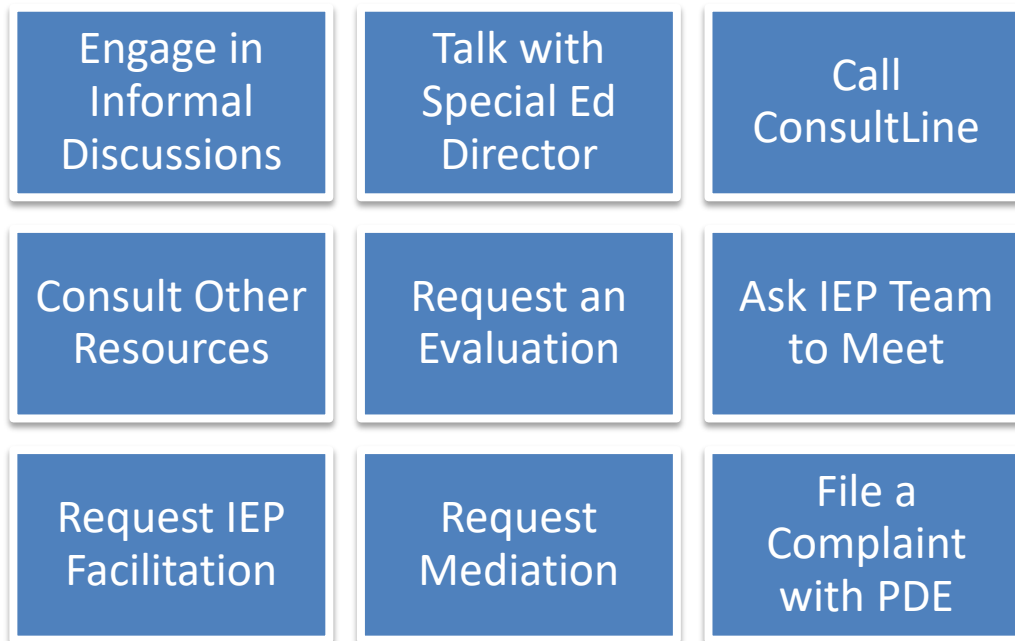 Engage in
Informal
Discussions
Talk with
Special Ed
Director
Call
ConsultLine
Consult Other
Resources
Request an
Evaluation
Ask IEP Team
to Meet
Request IEP
Facilitation
Request
Mediation
File a
Complaint
with PDE